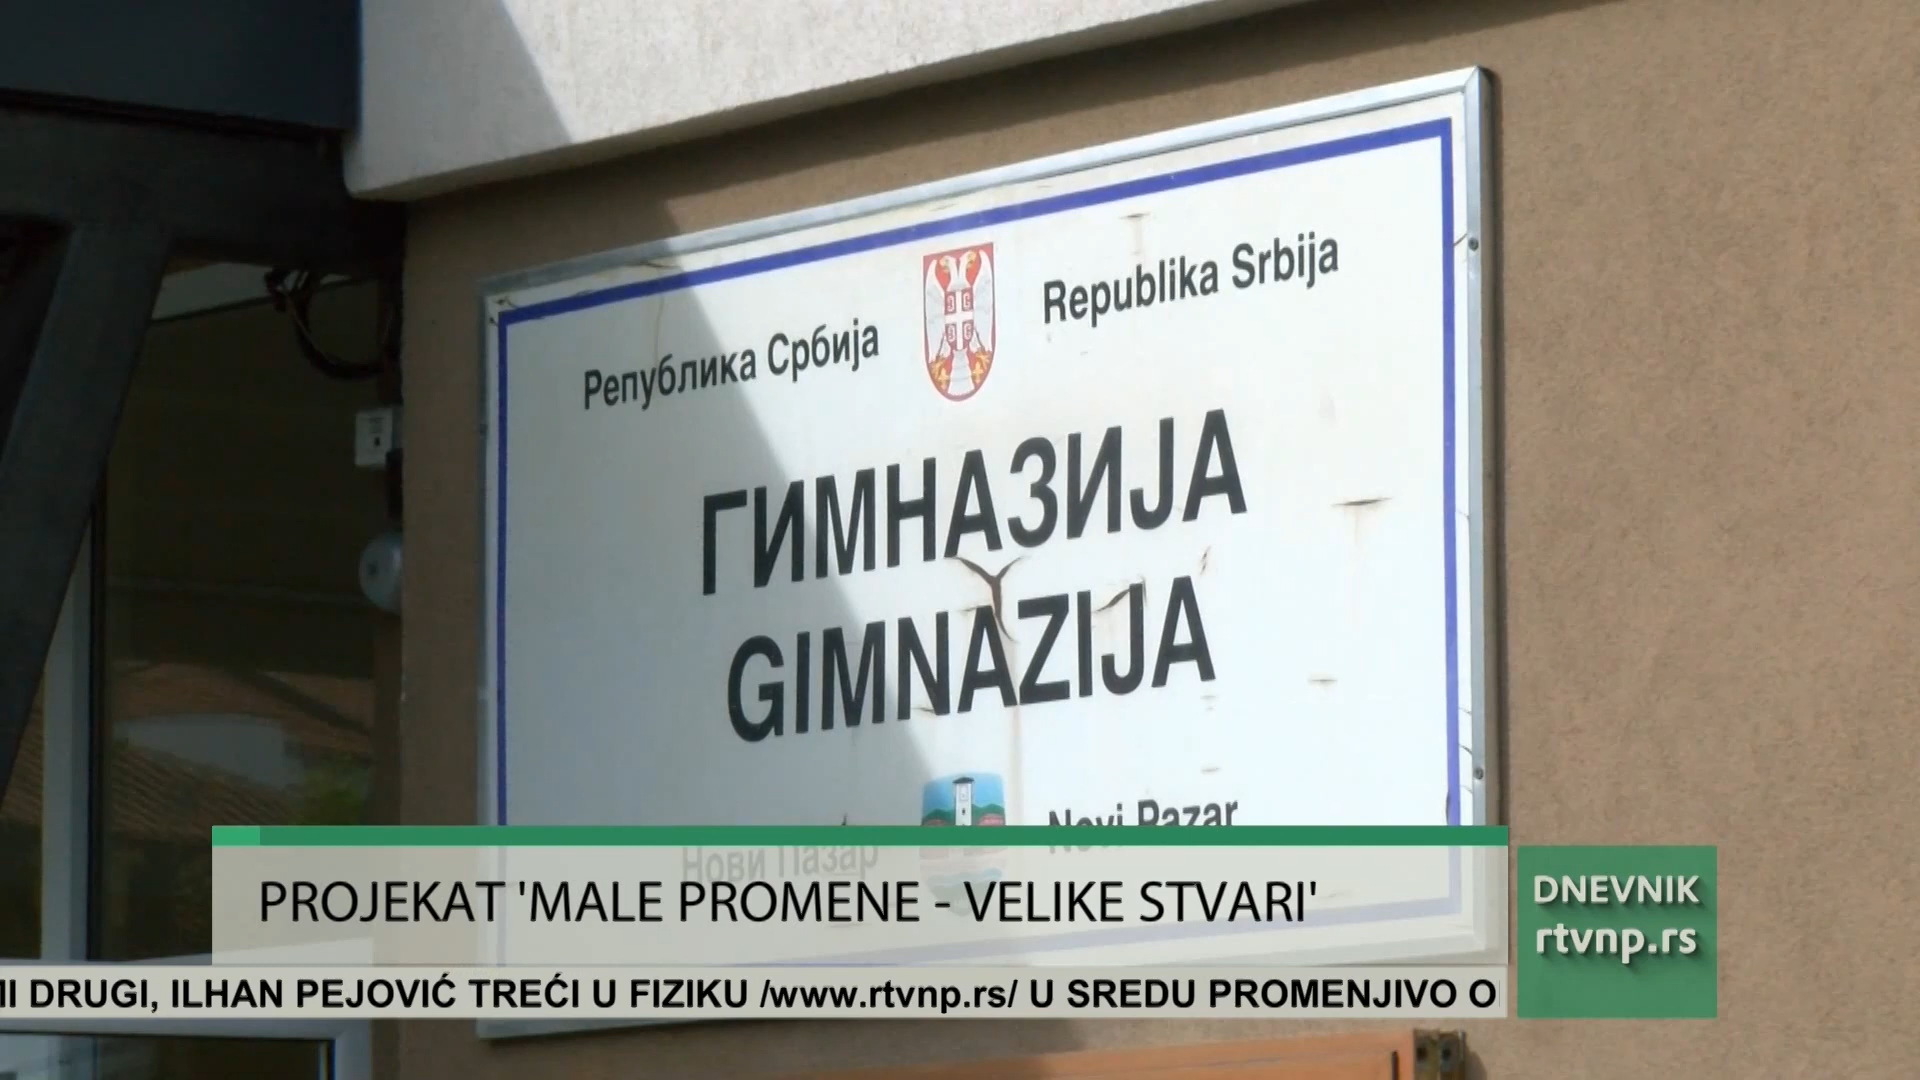 Република Србија
Republika Srbija
ГИМНАЗИЈА
GIMNAZIJA
Нови Пазар
Novi Pazar
PROJEKAT 'MALE PROMENE - VELIKE STVARI'
DNEVNIK
rtvnp.rs
DRUGI, ILHAN PEJOVIĆ TREĆI U FIZIKU /www.rtvnp.rs/ U SREDU PROMENJIVO O